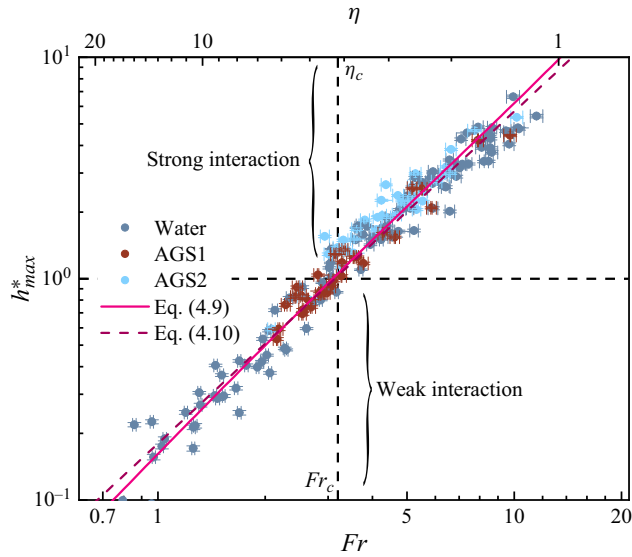 η
20 10 1
10¹
η_c
Strong interaction
Water
AGS1
AGS2
10⁰
Eq. (4.9)
Eq. (4.10)
h*_max
Weak interaction
Fr_c
10⁻¹
0.7 1 5 10 20
Fr